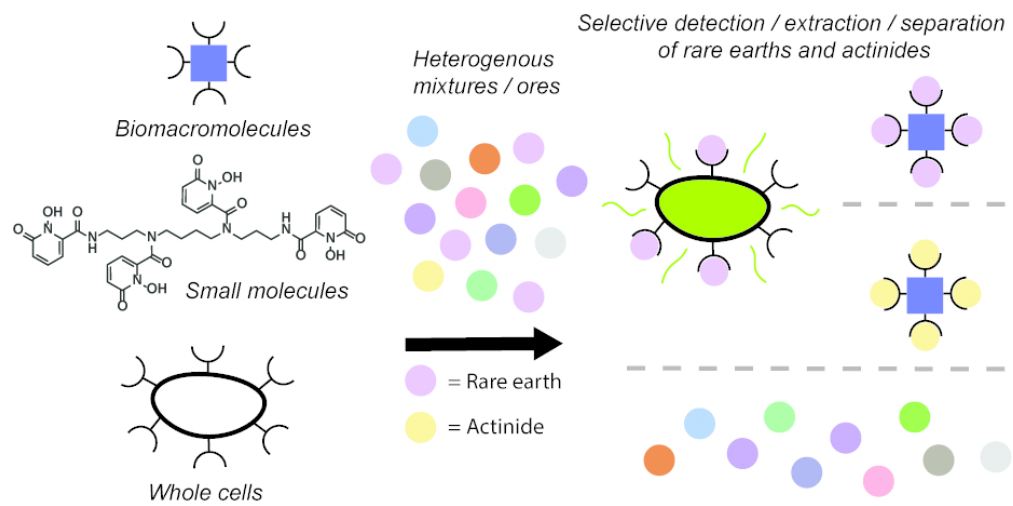 Biomacromolecules
O
N
OH
OH
O
N
O
N
H
O
N
N
O
O
N
OH
H
N
O
N
OH
O
Small molecules
Whole cells
Heterogenous
mixtures / ores
= Rare earth
= Actinide
Selective detection / extraction / separation
of rare earths and actinides